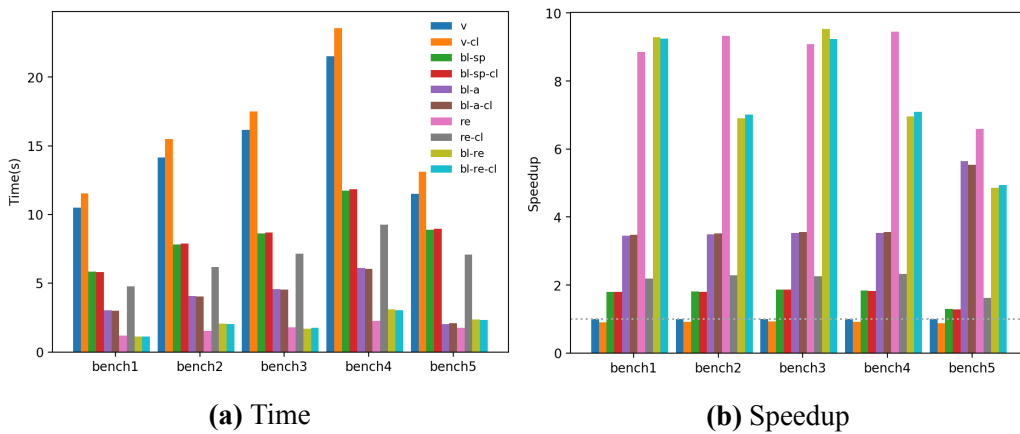 Time(s)
20
15
10
5
0
v
v-cl
bl-sp
bl-sp-cl
bl-a
bl-a-cl
re
re-cl
bl-re
bl-re-cl
bench1 bench2 bench3 bench4 bench5
(a) Time
Speedup
10
8
6
4
2
0
bench1 bench2 bench3 bench4 bench5
(b) Speedup